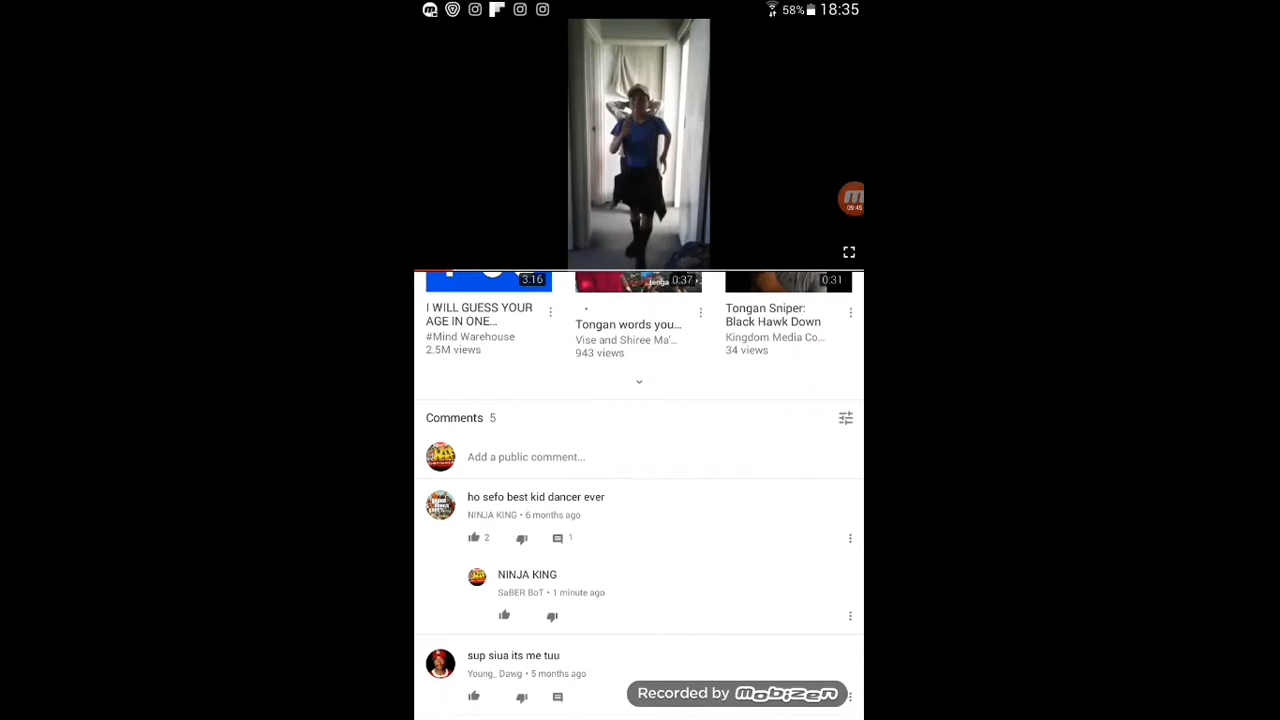 58% 18:35
09:46
3:16
tenga
0:37
0:31
I WILL GUESS YOUR
AGE IN ONE...
#Mind Warehouse
2.5M views
Tongan words you...
Vise and Shiree Ma'...
943 views
Tongan Sniper:
Black Hawk Down
Kingdom Media Co...
34 views
Comments 5
Add a public comment...
ho sefo best kid dancer ever
NINJA KING • 6 months ago
2
1
NINJA KING
SaBER BoT • 1 minute ago
sup siua its me tuu
Young_ Dawg • 5 months ago
Recorded by mobizen